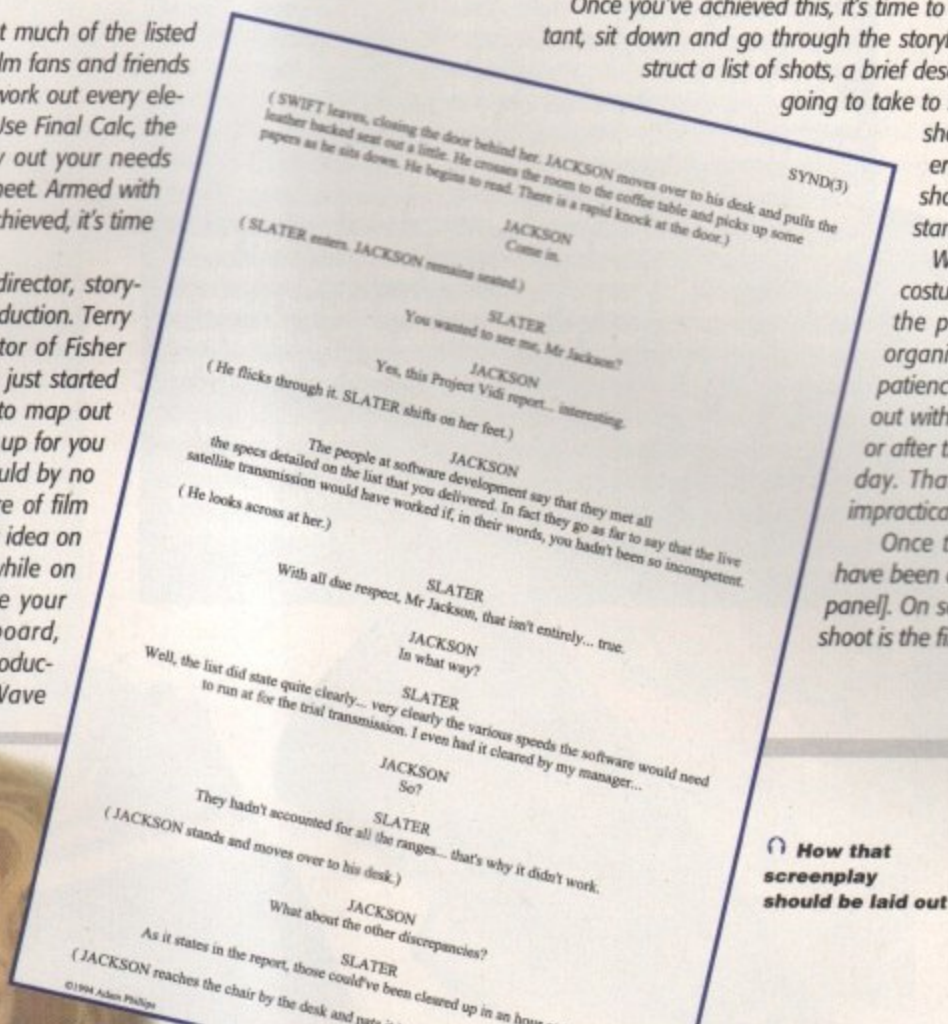 t much of the listed
lm fans and friends
work out every ele-
Use Final Calc, the
y out your needs
heet. Armed with
chieved, it's time
director, story-
duction. Terry
tor of Fisher
just started
to map out
up for you
uld by no
e of film
idea on
while on
e your
board,
oduc-
Wave
SYND(3)
( SWIFT leaves, closing the door behind her. JACKSON moves over to his desk and pulls the
leather backed seat out a little. He crosses the room to the coffee table and picks up some
papers as he sits down. He begins to read. There is a rapid knock at the door.)
JACKSON
Come in.
( SLATER enters. JACKSON remains seated.)
SLATER
You wanted to see me, Mr Jackson?
JACKSON
Yes, this Project Vidi report... interesting.
( He flicks through it. SLATER shifts on her feet.)
JACKSON
The people at software development say that they met all
the specs detailed on the list that you delivered. In fact they go as far to say that the live
satellite transmission would have worked if, in their words, you hadn't been so incompetent.
( He looks across at her.)
SLATER
With all due respect, Mr Jackson, that isn't entirely... true.
JACKSON
In what way?
SLATER
Well, the list did state quite clearly... very clearly the various speeds the software would need
to run at for the trial transmission. I even had it cleared by my manager...
JACKSON
So?
SLATER
They hadn't accounted for all the ranges... that's why it didn't work.
( JACKSON stands and moves over to his desk.)
JACKSON
What about the other discrepancies?
SLATER
As it states in the report, those could've been cleared up in an hour
( JACKSON reaches the chair by the desk and
©1994 Adam Phillips
Once you've achieved this, it's time to
tant, sit down and go through the storyb
struct a list of shots, a brief des
going to take to
sho
en
sho
star
W
costu
the p
organi
patienc
out with
or after t
day. Tha
impractica
Once t
have been
panel]. On s
shoot is the fi
How that
screenplay
should be laid out